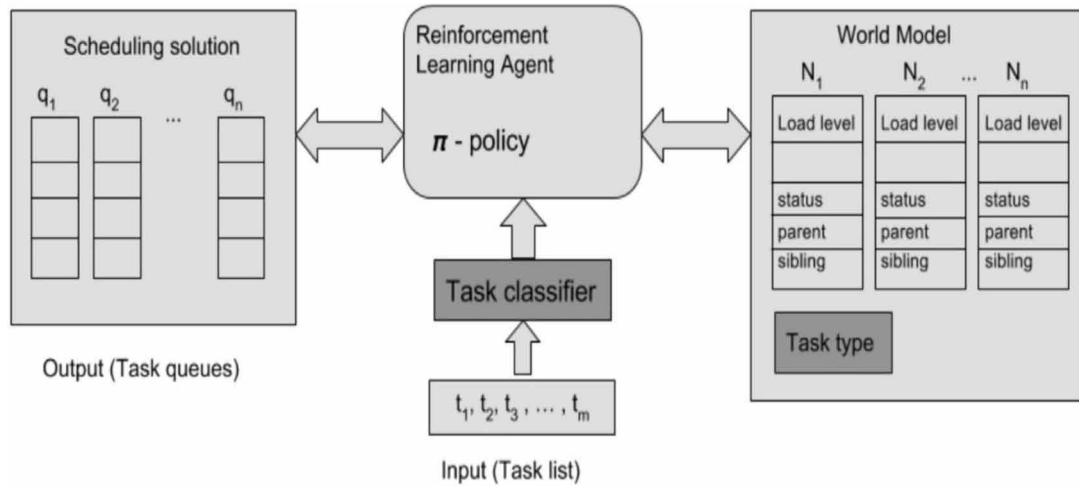 Scheduling solution
q1 q2 ... qn
Output (Task queues)
Reinforcement
Learning Agent
π - policy
Task classifier
t1, t2, t3 , ... , tm
Input (Task list)
World Model
N1 N2 ... Nn
Load level Load level Load level
status status status
parent parent parent
sibling sibling sibling
Task type